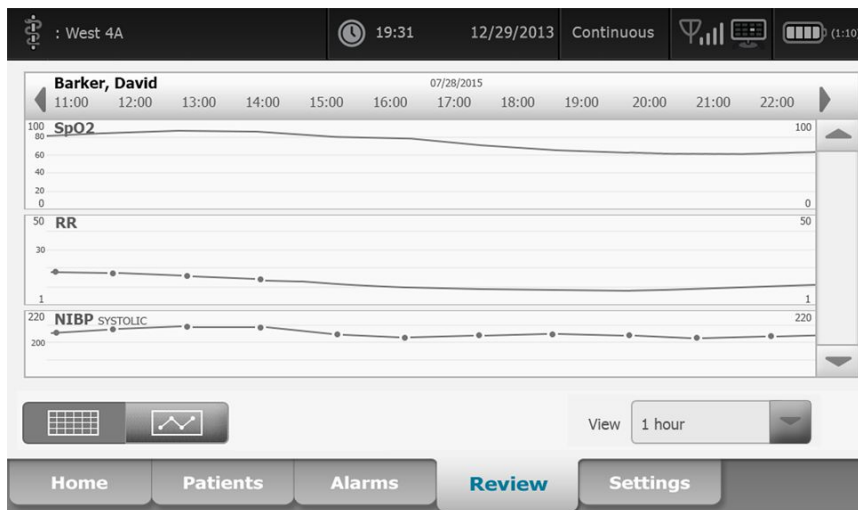 : West 4A 19:31 12/29/2013 Continuous (1:10)
Barker, David 07/28/2015
11:00 12:00 13:00 14:00 15:00 16:00 17:00 18:00 19:00 20:00 21:00 22:00
100 SpO2 100
80
60
40
20
0 0
50 RR 50
30
1 1
220 NIBP SYSTOLIC 220
200
View 1 hour
Home Patients Alarms Review Settings